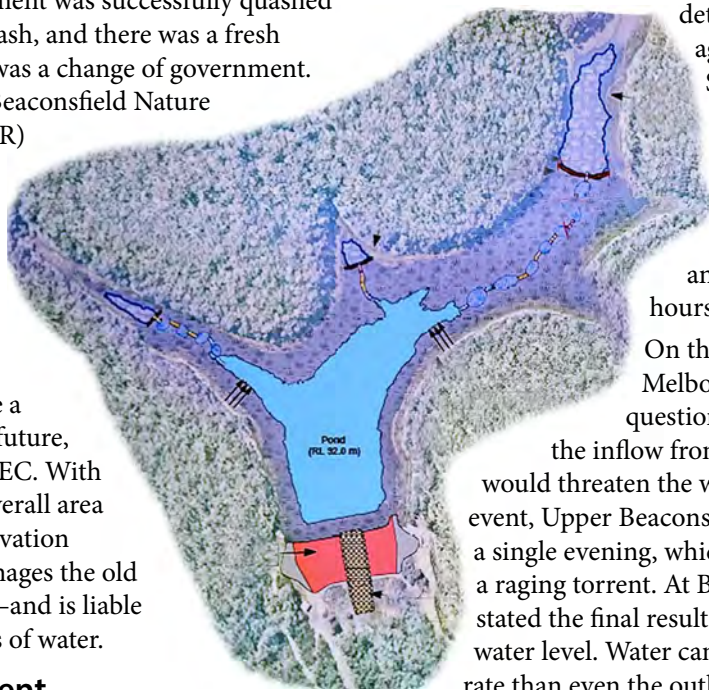 ment was successfully quashed
ash, and there was a fresh
was a change of government.
Beaconsfield Nature
R)
e a
future,
EC. With
verall area
vation
nages the old
–and is liable
s of water.
Pond
(RL 92.0 m)
det
ag
S
an
hours
On th
Melbo
question
the inflow from
would threaten the w
event, Upper Beacons
a single evening, whic
a raging torrent. At B
stated the final result
water level. Water can
rate than even the outl